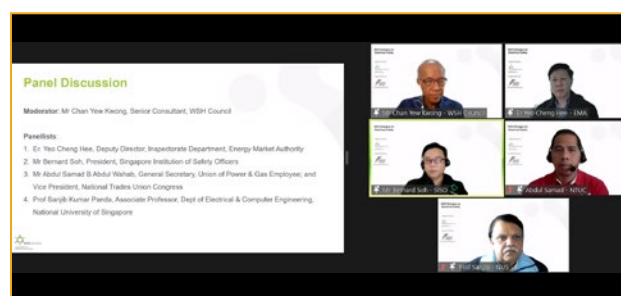 Panel Discussion
Moderator: Mr Chan Yew Kwong, Senior Consultant, WSH Council
Panellists:
1. Er. Yeo Cheng Hee, Deputy Director, Inspectorate Department, Energy Market Authority
2. Mr Bernard Soh, President, Singapore Institution of Safety Officers
3. Mr Abdul Samad B Abdul Wahab, General Secretary, Union of Power & Gas Employee; and
Vice President, National Trades Union Congress
4. Prof Sanjib Kumar Panda, Associate Professor, Dept of Electrical & Computer Engineering,
National University of Singapore
Mr Chan Yew Kwong - WSH Council
Er Yeo Cheng Hee - EMA
Mr Bernard Soh - SISO
Abdul Samad - NTUC
Prof Sanjib - NUS